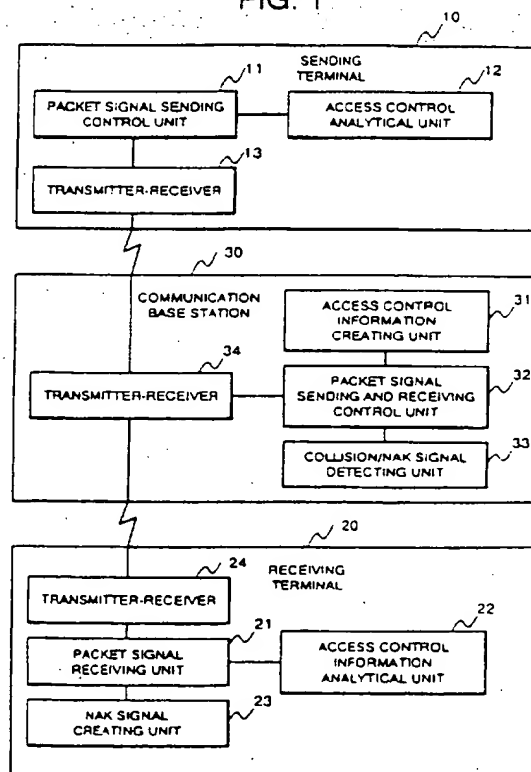 FIG. 1
10
SENDING
TERMINAL
11
PACKET SIGNAL SENDING
CONTROL UNIT
12
ACCESS CONTROL
ANALYTICAL UNIT
13
TRANSMITTER-RECEIVER
30
COMMUNICATION
BASE STATION
31
ACCESS CONTROL
INFORMATION
CREATING UNIT
34
TRANSMITTER-RECEIVER
32
PACKET SIGNAL
SENDING AND RECEIVING
CONTROL UNIT
33
COLLISION/NAK SIGNAL
DETECTING UNIT
20
RECEIVING
TERMINAL
24
TRANSMITTER-RECEIVER
21
PACKET SIGNAL
RECEIVING UNIT
22
ACCESS CONTROL
INFORMATION
ANALYTICAL UNIT
23
NAK SIGNAL
CREATING UNIT